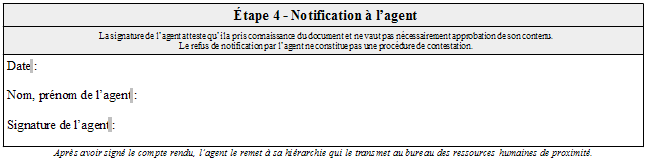 Étape 4 - Notification à l'agent
La signature de l'agent atteste qu'il a pris connaissance du document et ne vaut pas nécessairement approbation de son contenu.
Le refus de notification par l'agent ne constitue pas une procédure de contestation.
Date :
Nom, prénom de l'agent :
Signature de l'agent :
Après avoir signé le compte rendu, l'agent le remet à sa hiérarchie qui le transmet au bureau des ressources humaines de proximité.